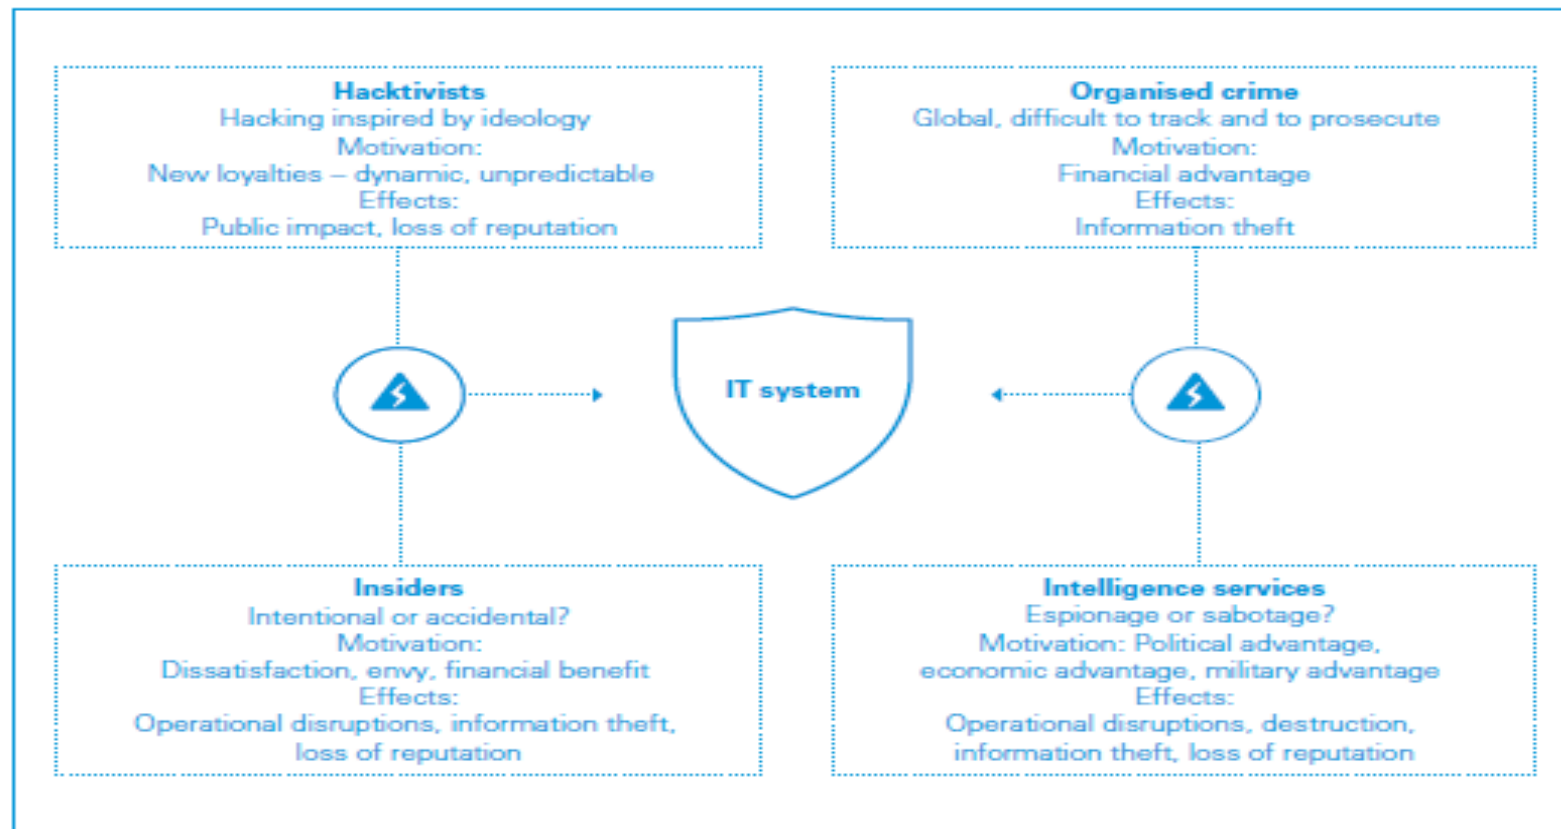 Hacktivists
Hacking inspired by ideology
Motivation:
New loyalties – dynamic, unpredictable
Effects:
Public impact, loss of reputation
Organised crime
Global, difficult to track and to prosecute
Motivation:
Financial advantage
Effects:
Information theft
IT system
Insiders
Intentional or accidental?
Motivation:
Dissatisfaction, envy, financial benefit
Effects:
Operational disruptions, information theft,
loss of reputation
Intelligence services
Espionage or sabotage?
Motivation: Political advantage,
economic advantage, military advantage
Effects:
Operational disruptions, destruction,
information theft, loss of reputation